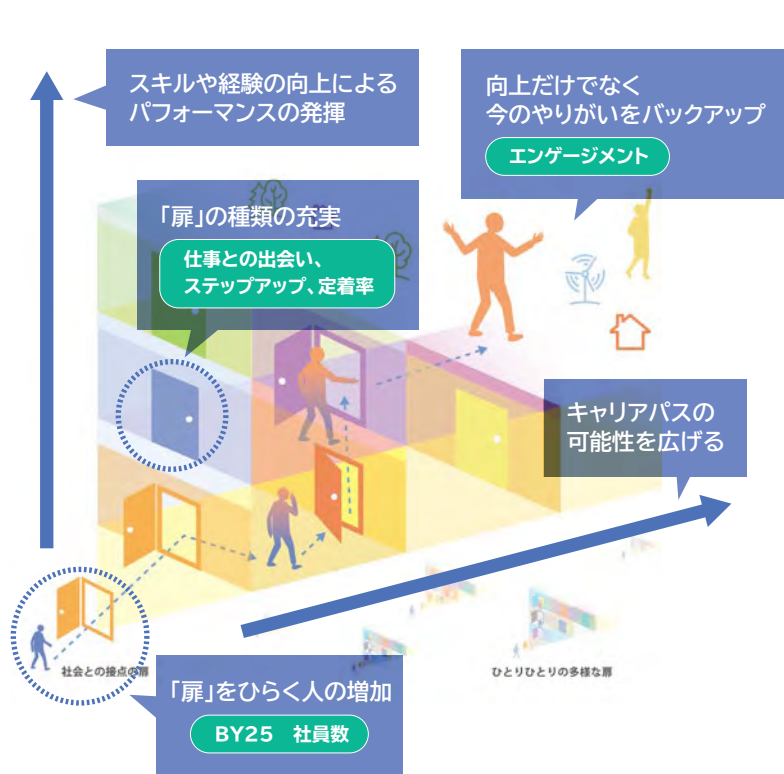 スキルや経験の向上による
パフォーマンスの発揮
向上だけでなく
今のやりがいをバックアップ
エンゲージメント
「扉」の種類の充実
仕事との出会い、
ステップアップ、定着率
キャリアパスの
可能性を広げる
社会との接点の扉
ひとりひとりの多様な扉
「扉」をひらく人の増加
BY25 社員数